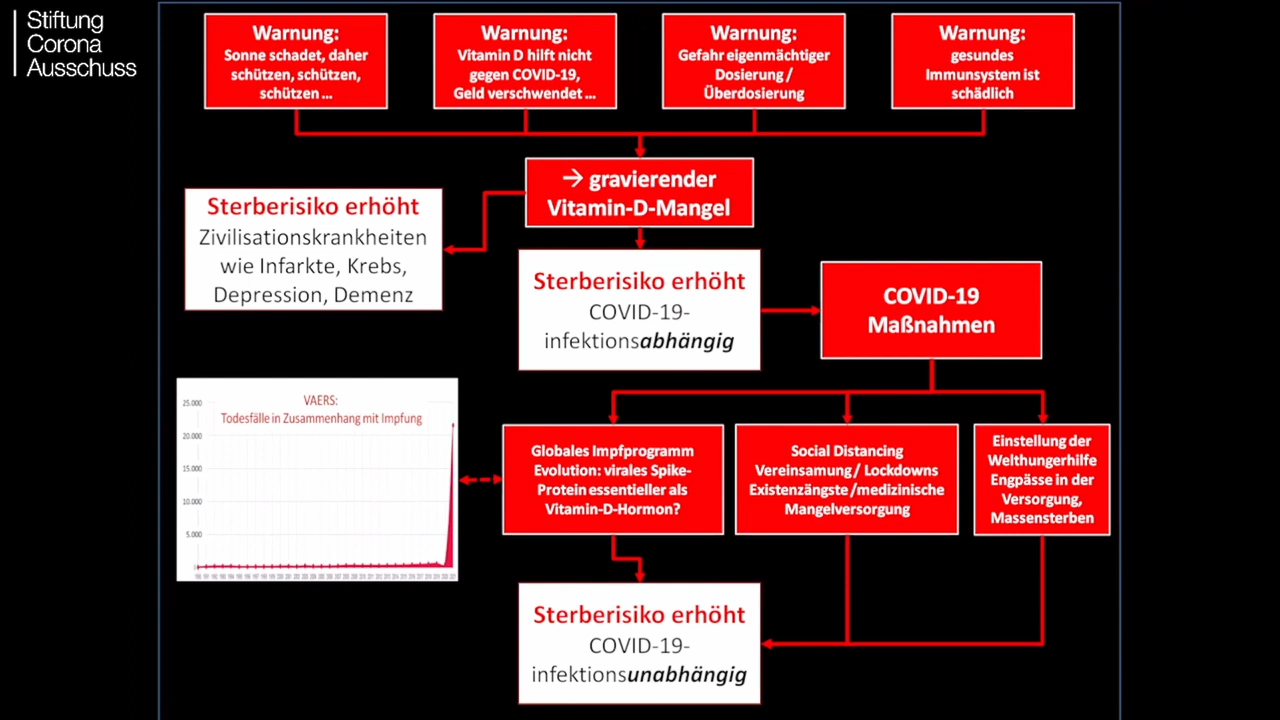 Stiftung
Corona
Ausschuss
Warnung:
Sonne schadet, daher
schützen, schützen,
schützen ...
Warnung:
Vitamin D hilft nicht
gegen COVID-19,
Geld verschwendet ...
Warnung:
Gefahr eigenmächtiger
Dosierung /
Überdosierung
Warnung:
gesundes
Immunsystem ist
schädlich
→ gravierender
Vitamin-D-Mangel
Sterberisiko erhöht
Zivilisationskrankheiten
wie Infarkte, Krebs,
Depression, Demenz
Sterberisiko erhöht
COVID-19-
infektionsabhängig
COVID-19
Maßnahmen
VAERS:
Todesfälle in Zusammenhang mit Impfung
25.000
20.000
15.000
10.000
5.000
Globales Impfprogramm
Evolution: virales Spike-
Protein essentieller als
Vitamin-D-Hormon?
Social Distancing
Vereinsamung / Lockdowns
Existenzängste /medizinische
Mangelversorgung
Einstellung der
Welthungerhilfe
Engpässe in der
Versorgung,
Massensterben
Sterberisiko erhöht
COVID-19-
infektionsunabhängig